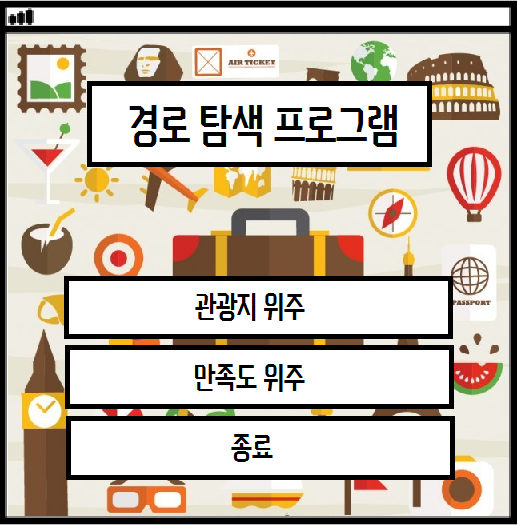 AIR TICKET
경로 탐색 프로그램
PASSPORT
관광지 위주
만족도 위주
종료